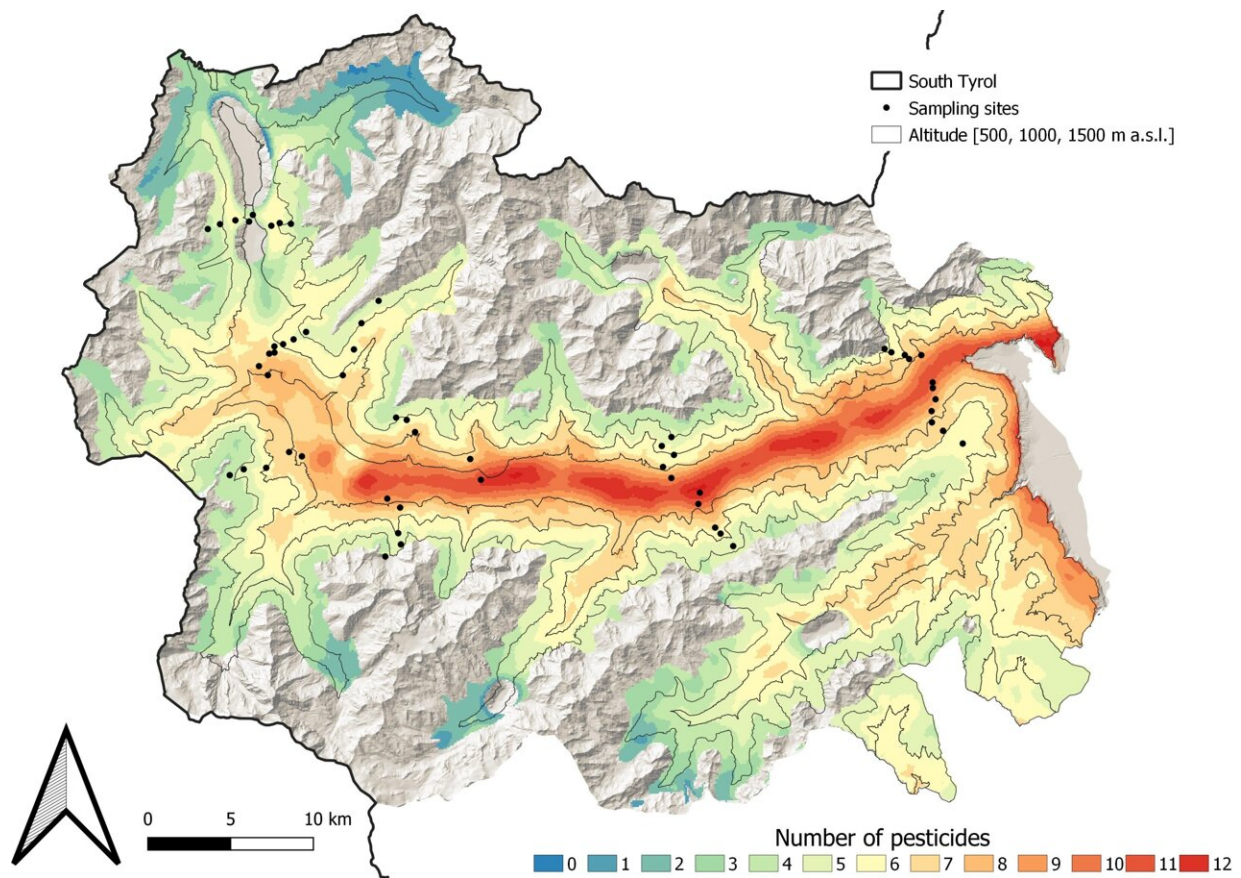 South Tyrol
Sampling sites
Altitude [500, 1000, 1500 m a.s.l.]
0 5 10 km
Number of pesticides
0 1 2 3 4 5 6 7 8 9 10 11 12